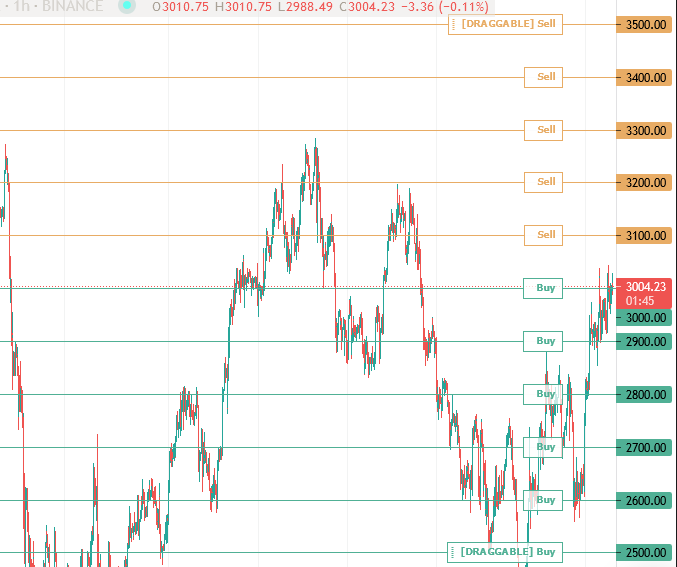 · 1h · BINANCE O3010.75 H3010.75 L2988.49 C3004.23 −3.36 (−0.11%)
[DRAGGABLE] Sell 3500.00
Sell 3400.00
Sell 3300.00
Sell 3200.00
Sell 3100.00
Buy 3004.23
01:45
3000.00
Buy 2900.00
Buy 2800.00
Buy 2700.00
Buy 2600.00
[DRAGGABLE] Buy 2500.00